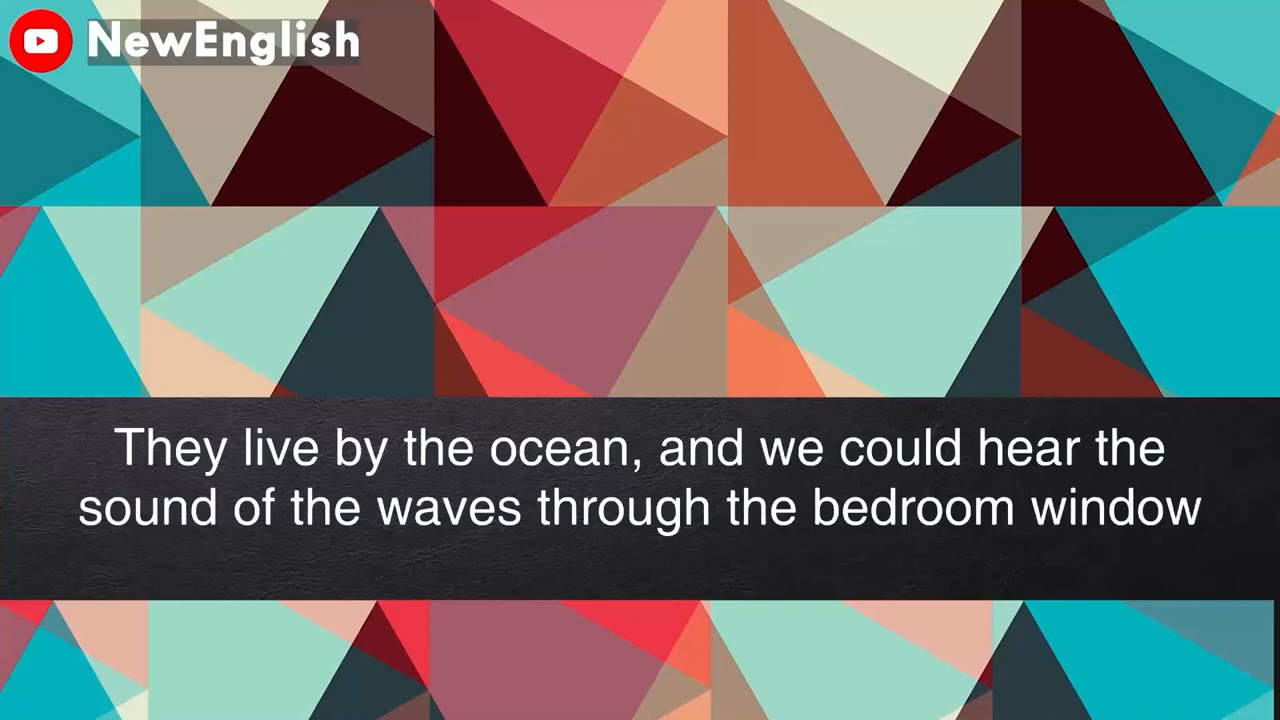 NewEnglish
They live by the ocean, and we could hear the
sound of the waves through the bedroom window